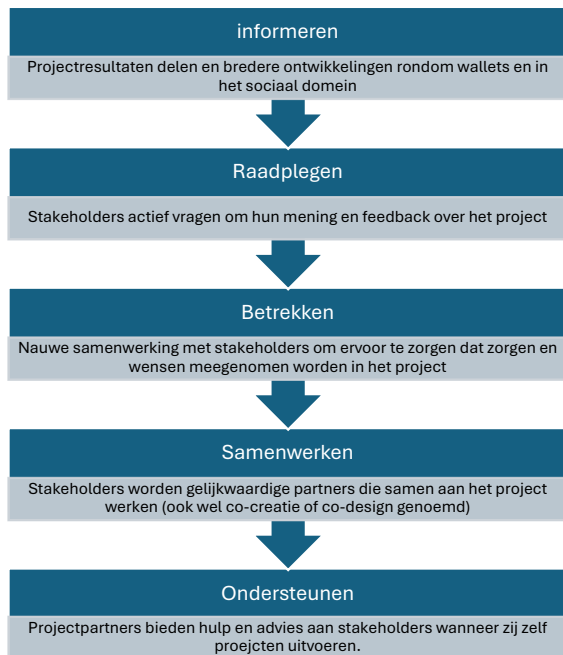 informeren
Projectresultaten delen en bredere ontwikkelingen rondom wallets en in
het sociaal domein
Raadplegen
Stakeholders actief vragen om hun mening en feedback over het project
Betrekken
Nauwe samenwerking met stakeholders om ervoor te zorgen dat zorgen en
wensen meegenomen worden in het project
Samenwerken
Stakeholders worden gelijkwaardige partners die samen aan het project
werken (ook wel co-creatie of co-design genoemd)
Ondersteunen
Projectpartners bieden hulp en advies aan stakeholders wanneer zij zelf
proejcten uitvoeren.